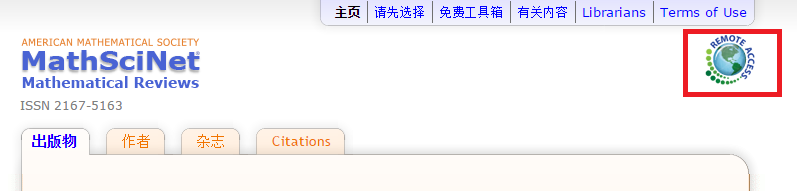 主页 请先选择 免费工具箱 有关内容 Librarians Terms of Use
AMERICAN MATHEMATICAL SOCIETY
MathSciNet
Mathematical Reviews
ISSN 2167-5163
REMOTE ACCESS
出版物 作者 杂志 Citations